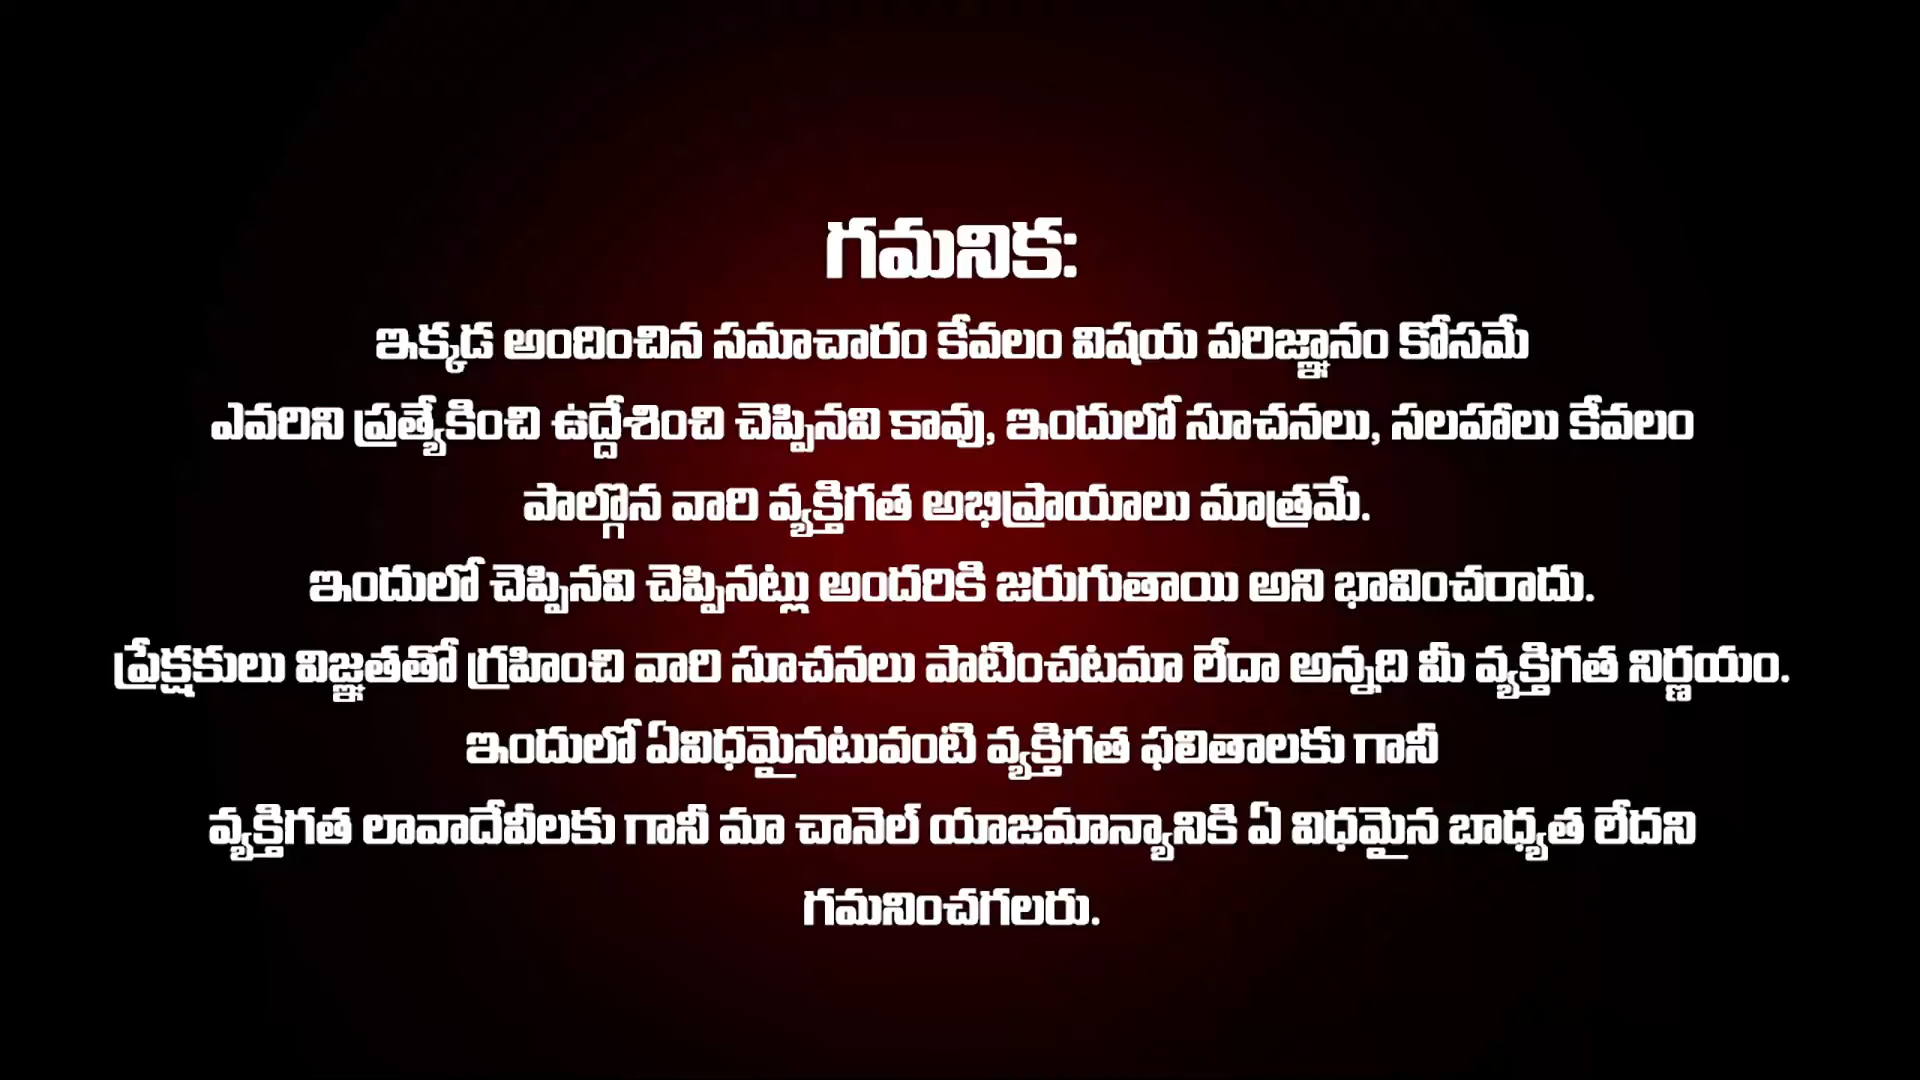 గమనిక:
ఇక్కడ అందించిన సమాచారం కేవలం విషయ పరిజ్ఞానం కోసమే
ఎవరిని ప్రత్యేకించి ఉద్దేశించి చెప్పినవి కావు, ఇందులో సూచనలు, సలహాలు కేవలం
పాల్గొన వారి వ్యక్తిగత అభిప్రాయాలు మాత్రమే.
ఇందులో చెప్పినవి చెప్పినట్లు అందరికి జరుగుతాయి అని భావించరాదు.
ప్రేక్షకులు విజ్ఞతతో గ్రహించి వారి సూచనలు పాటించటమా లేదా అన్నది మీ వ్యక్తిగత నిర్ణయం.
ఇందులో ఏవిధమైనటువంటి వ్యక్తిగత ఫలితాలకు గానీ
వ్యక్తిగత లావాదేవీలకు గానీ మా చానెల్ యాజమాన్యానికి ఏ విధమైన బాధ్యత లేదని
గమనించగలరు.